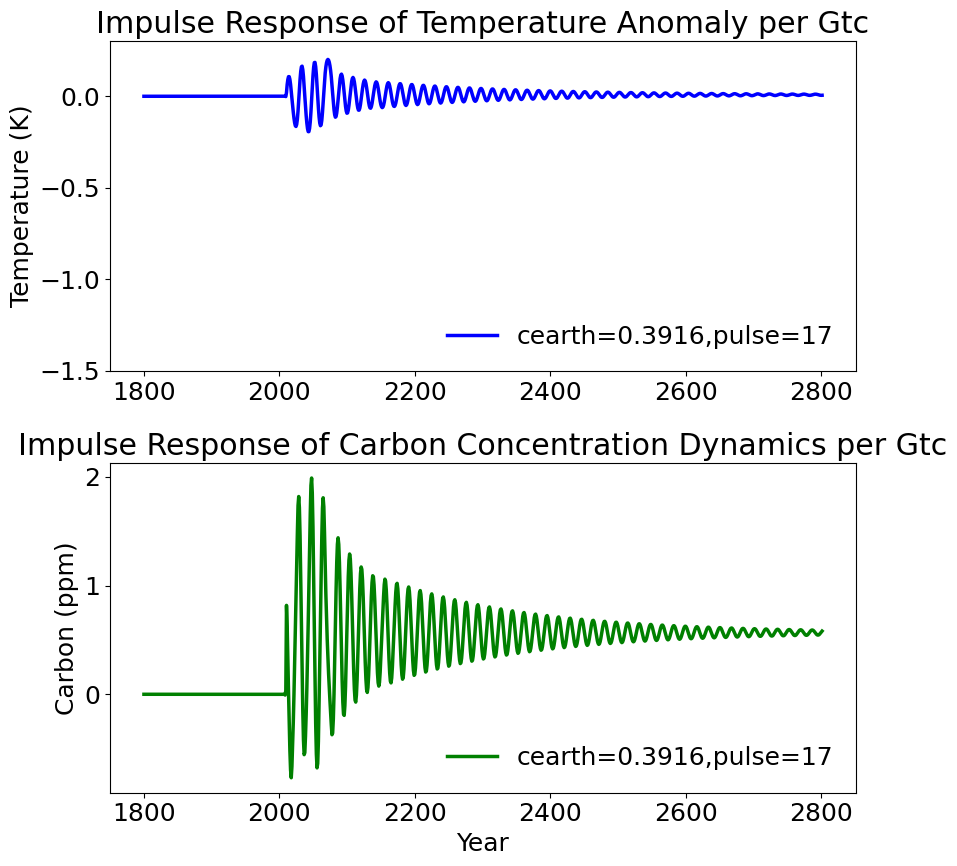 Impulse Response of Temperature Anomaly per Gtc
Temperature (K)
0.0
−0.5
−1.0
−1.5
cearth=0.3916,pulse=17
1800 2000 2200 2400 2600 2800
Impulse Response of Carbon Concentration Dynamics per Gtc
Carbon (ppm)
2
1
0
cearth=0.3916,pulse=17
1800 2000 2200 2400 2600 2800
Year